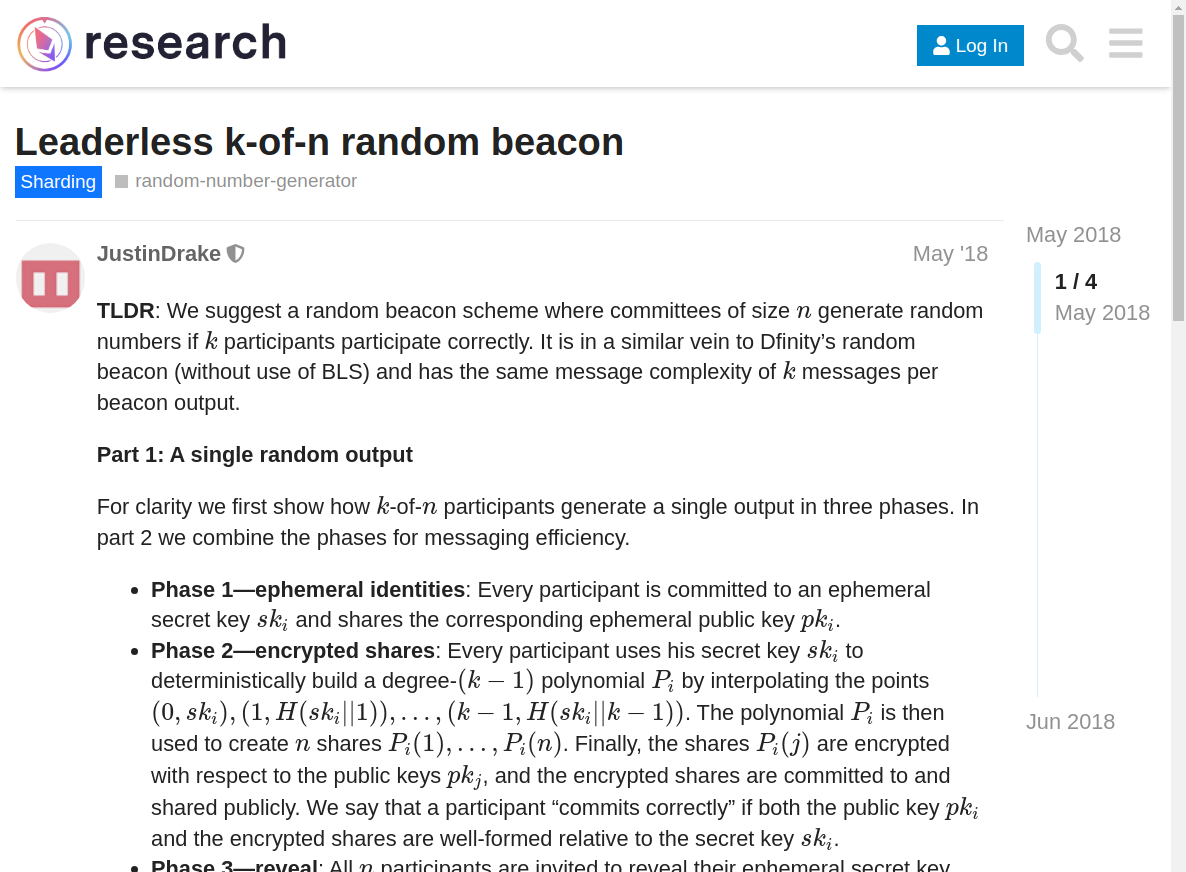 research
Log In
Leaderless k-of-n random beacon
Sharding random-number-generator
JustinDrake May '18
TLDR: We suggest a random beacon scheme where committees of size n generate random
numbers if k participants participate correctly. It is in a similar vein to Dfinity’s random
beacon (without use of BLS) and has the same message complexity of k messages per
beacon output.
Part 1: A single random output
For clarity we first show how k-of-n participants generate a single output in three phases. In
part 2 we combine the phases for messaging efficiency.
• Phase 1—ephemeral identities: Every participant is committed to an ephemeral
secret key sk_i and shares the corresponding ephemeral public key pk_i.
• Phase 2—encrypted shares: Every participant uses his secret key sk_i to
deterministically build a degree-(k − 1) polynomial P_i by interpolating the points
(0, sk_i), (1, H(sk_i||1)), . . . , (k − 1, H(sk_i||k − 1)). The polynomial P_i is then
used to create n shares P_i(1), . . . , P_i(n). Finally, the shares P_i(j) are encrypted
with respect to the public keys pk_j, and the encrypted shares are committed to and
shared publicly. We say that a participant “commits correctly” if both the public key pk_i
and the encrypted shares are well-formed relative to the secret key sk_i.
• Phase 3—reveal: All n participants are invited to reveal their ephemeral secret key
May 2018
1 / 4
May 2018
Jun 2018